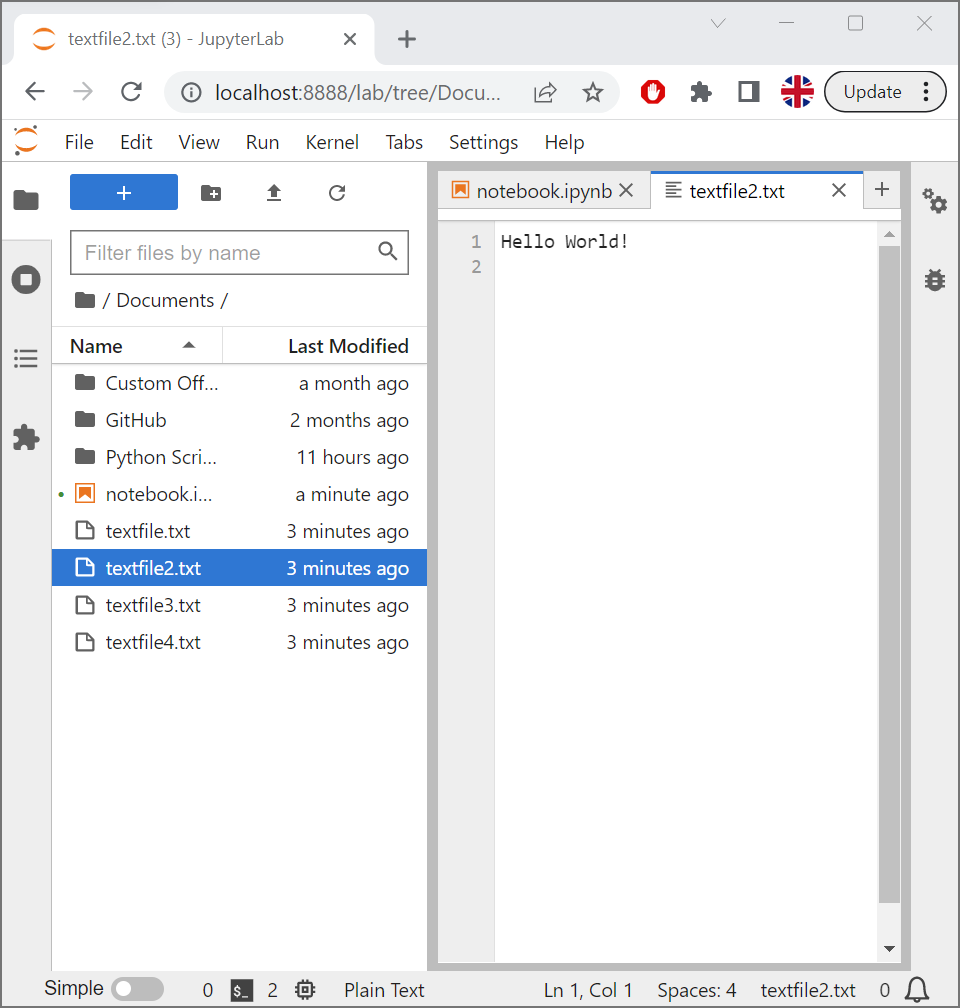 textfile2.txt (3) - JupyterLab
localhost:8888/lab/tree/Docu...
Update
File Edit View Run Kernel Tabs Settings Help
Filter files by name
/ Documents /
Name Last Modified
Custom Off... a month ago
GitHub 2 months ago
Python Scri... 11 hours ago
notebook.i... a minute ago
textfile.txt 3 minutes ago
textfile2.txt 3 minutes ago
textfile3.txt 3 minutes ago
textfile4.txt 3 minutes ago
notebook.ipynb textfile2.txt
1 Hello World!
2
Simple 0 $_ 2 Plain Text Ln 1, Col 1 Spaces: 4 textfile2.txt 0